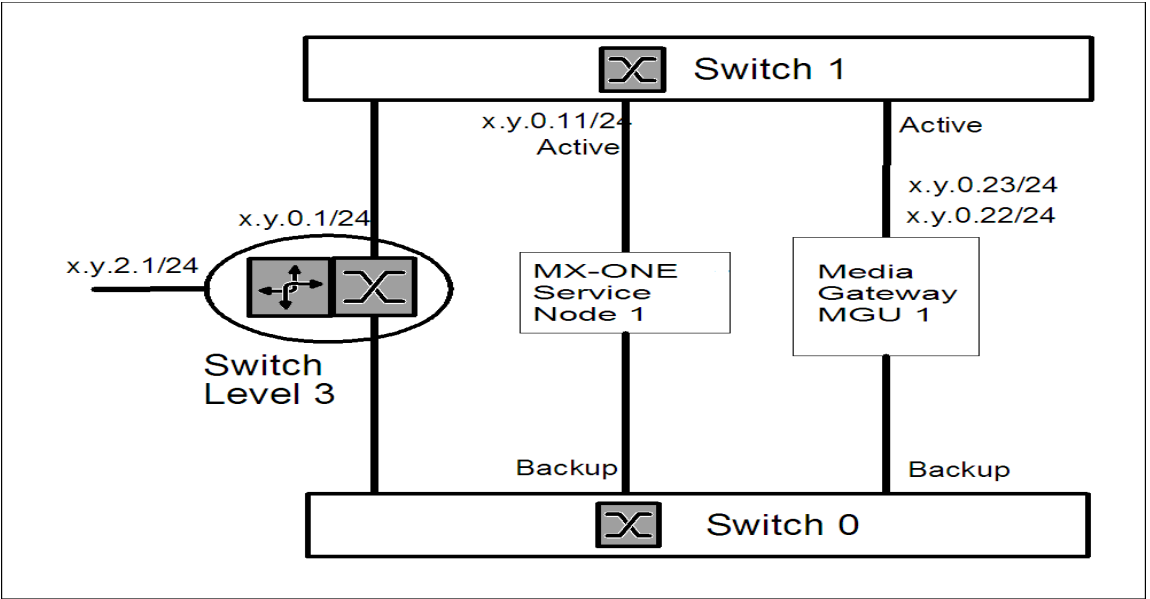 Switch 1
x.y.0.11/24
Active
Active
x.y.0.23/24
x.y.0.22/24
x.y.0.1/24
x.y.2.1/24
MX-ONE
Service
Node 1
Media
Gateway
MGU 1
Switch
Level 3
Backup
Backup
Switch 0